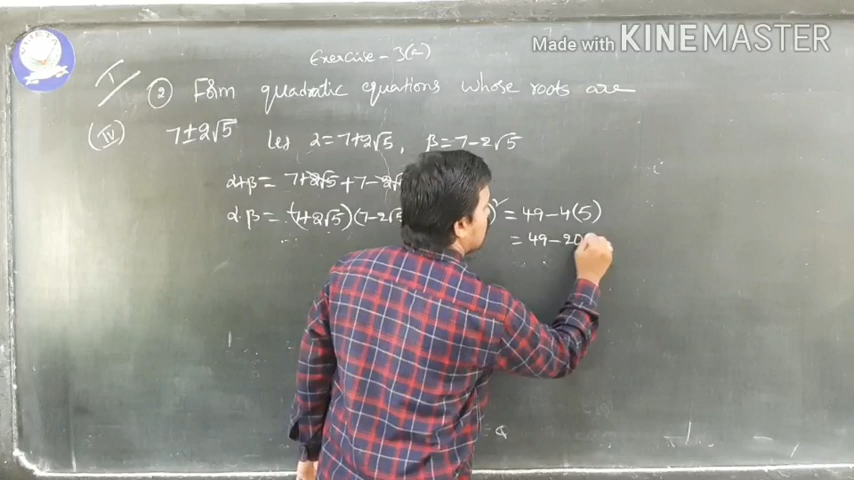 Made with KINEMASTER
Exercise - 3(a)
I
② Form quadratic equations whose roots are
(IV) 7±2√5 Let α=7+2√5, β=7-2√5
α+β= 7+2√5+7-2√5
α·β= (7+2√5)(7-2√5 )² = 49-4(5)
= 49-20